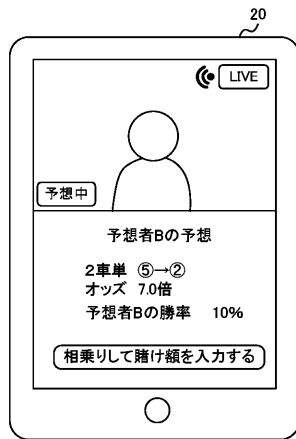 20
LIVE
予想中
予想者Bの予想
2車単 ⑤→②
オッズ 7.0倍
予想者Bの勝率 10%
相乗りして賭け額を入力する